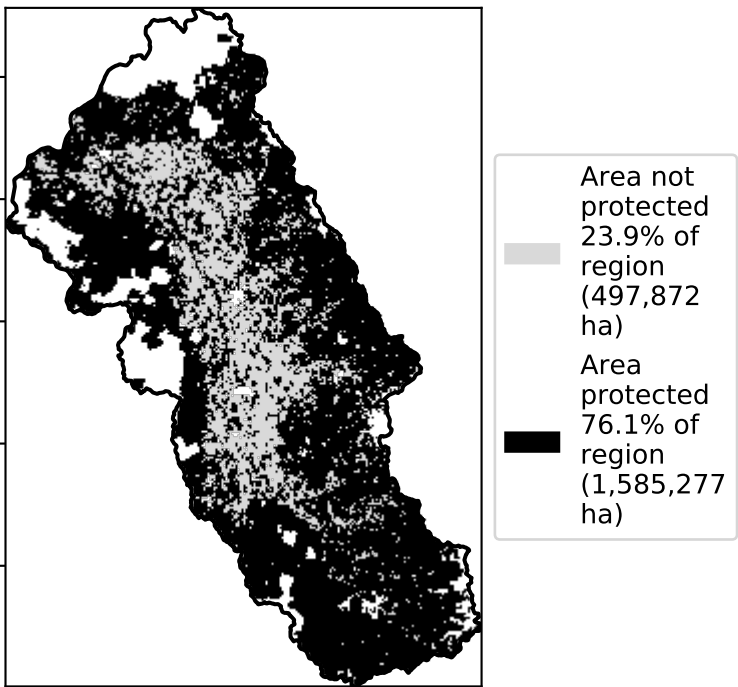 Area not
protected
23.9% of
region
(497,872
ha)
Area
protected
76.1% of
region
(1,585,277
ha)